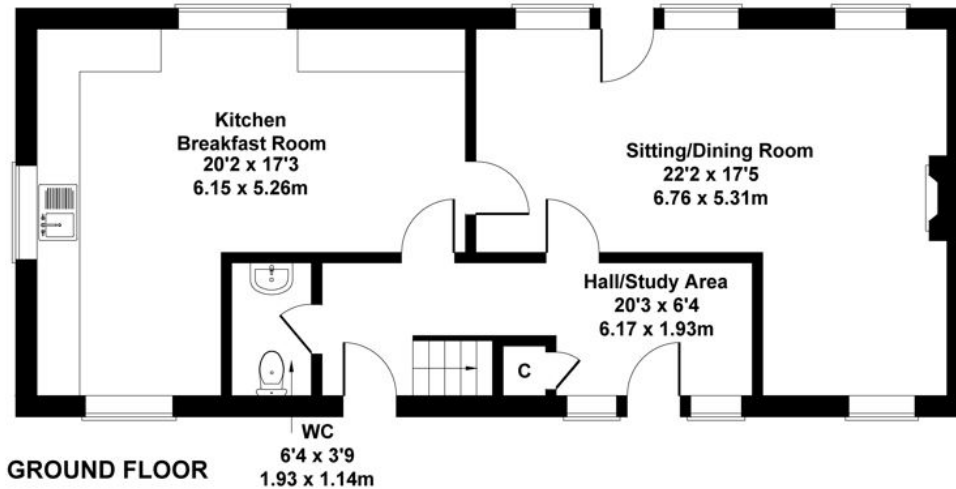 Kitchen
Breakfast Room
20'2 x 17'3
6.15 x 5.26m
Sitting/Dining Room
22'2 x 17'5
6.76 x 5.31m
Hall/Study Area
20'3 x 6'4
6.17 x 1.93m
C
WC
6'4 x 3'9
1.93 x 1.14m
GROUND FLOOR